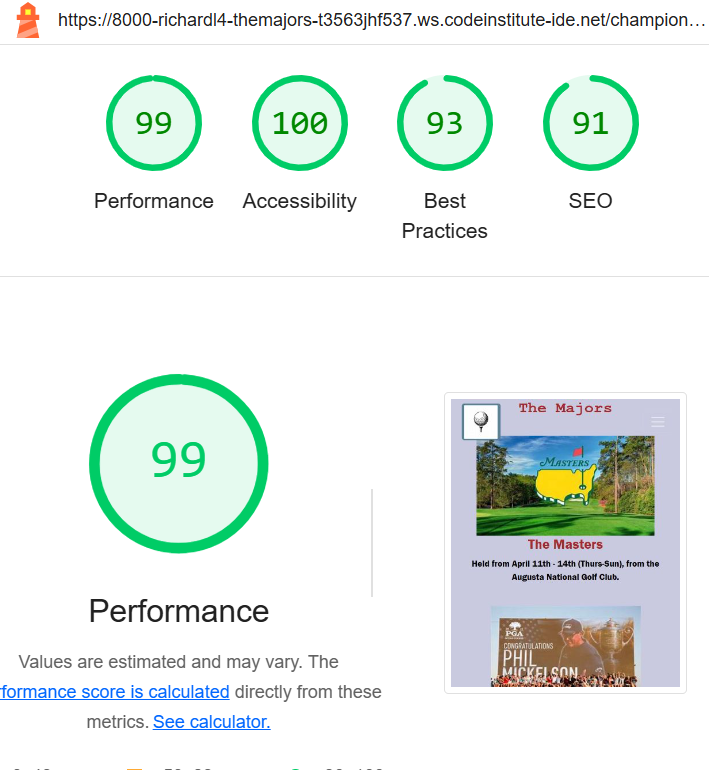 https://8000-richardl4-themajors-t3563jhf537.ws.codeinstitute-ide.net/champion…
99
100
93
91
Performance
Accessibility
Best
Practices
SEO
99
Performance
Values are estimated and may vary. The
rformance score is calculated directly from these
metrics. See calculator.
The Majors
MASTERS
The Masters
Held from April 11th - 14th (Thurs-Sun), from the
Augusta National Golf Club.
PGA
CONGRATULATIONS
PHIL
MICKELSON